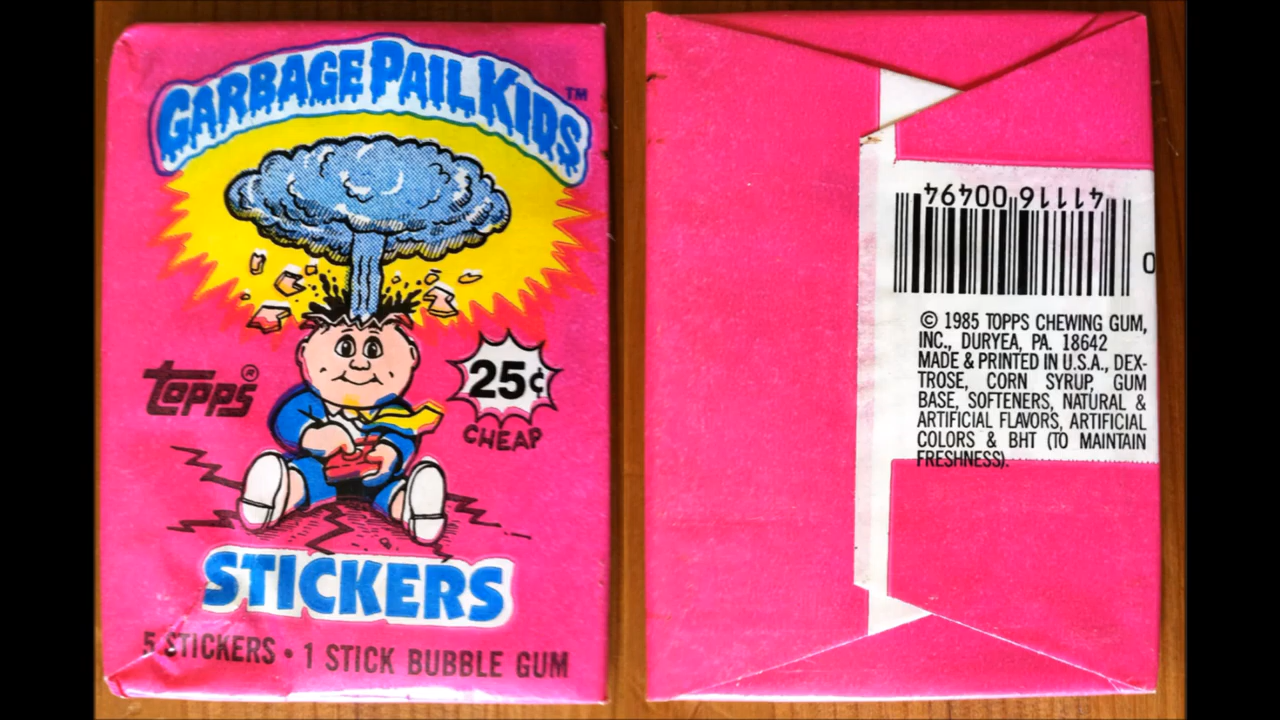 GARBAGE PAIL KIDS™
topps®
25¢
CHEAP
STICKERS
5 STICKERS • 1 STICK BUBBLE GUM
41116 00494
0
© 1985 TOPPS CHEWING GUM,
INC., DURYEA, PA. 18642
MADE & PRINTED IN U.S.A., DEX-
TROSE, CORN SYRUP, GUM
BASE, SOFTENERS, NATURAL &
ARTIFICIAL FLAVORS, ARTIFICIAL
COLORS & BHT (TO MAINTAIN
FRESHNESS).